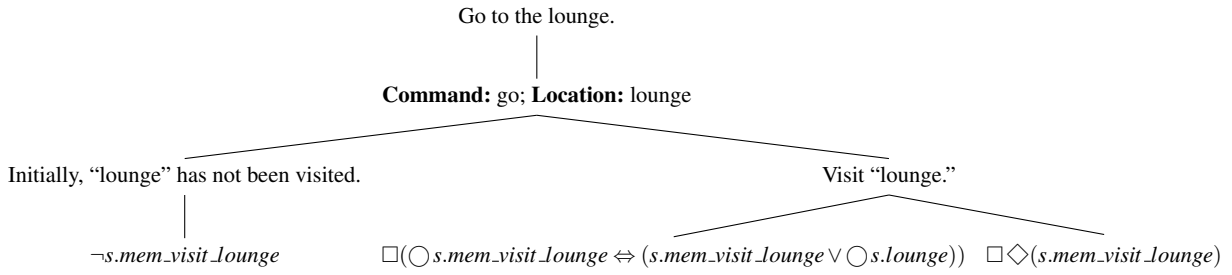 Go to the lounge.
Command: go; Location: lounge
Initially, “lounge” has not been visited. Visit “lounge.”
¬s.mem_visit_lounge □(◯ s.mem_visit_lounge ⇔ (s.mem_visit_lounge ∨ ◯ s.lounge)) □◇(s.mem_visit_lounge)